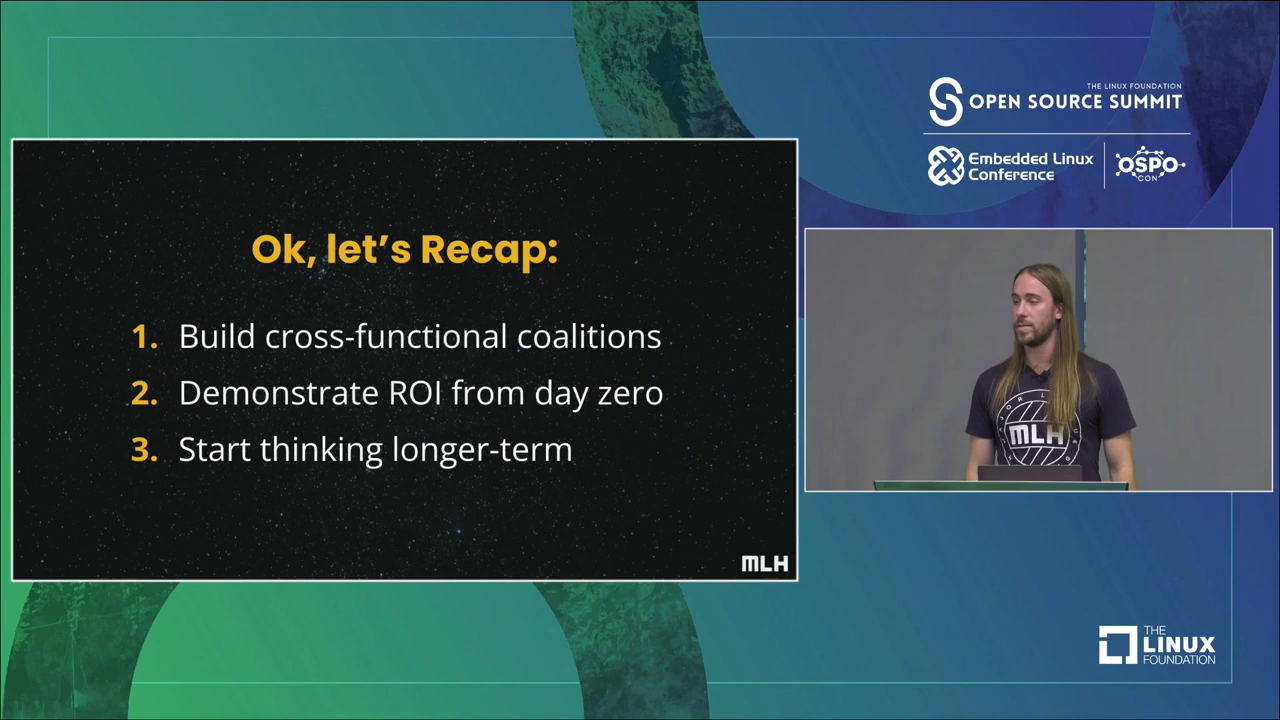 THE LINUX FOUNDATION
OPEN SOURCE SUMMIT
Embedded Linux
Conference
OSPO
CON
Ok, let’s Recap:
1. Build cross-functional coalitions
2. Demonstrate ROI from day zero
3. Start thinking longer-term
MLH
MLH
THE
LINUX
FOUNDATION